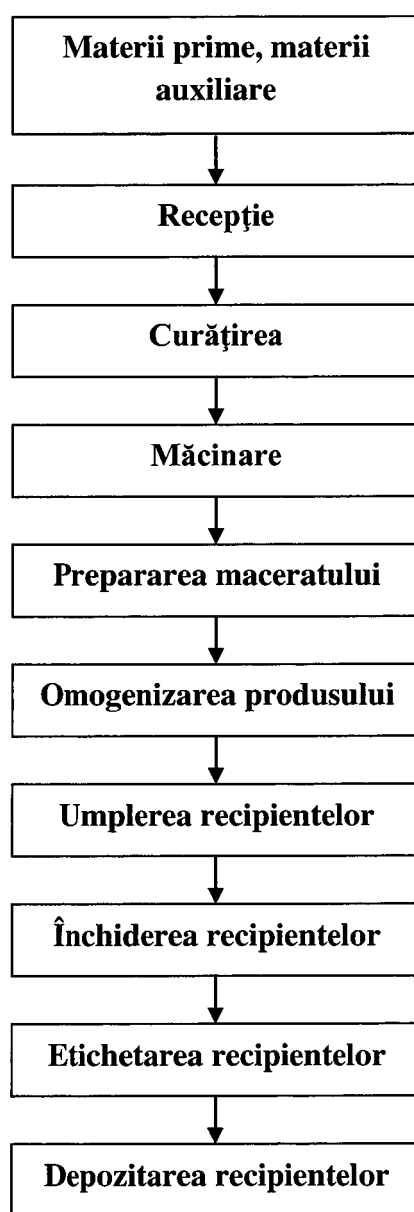 Materii prime, materii
auxiliare
Recepţie
Curăţirea
Măcinare
Prepararea maceratului
Omogenizarea produsului
Umplerea recipientelor
Închiderea recipientelor
Etichetarea recipientelor
Depozitarea recipientelor